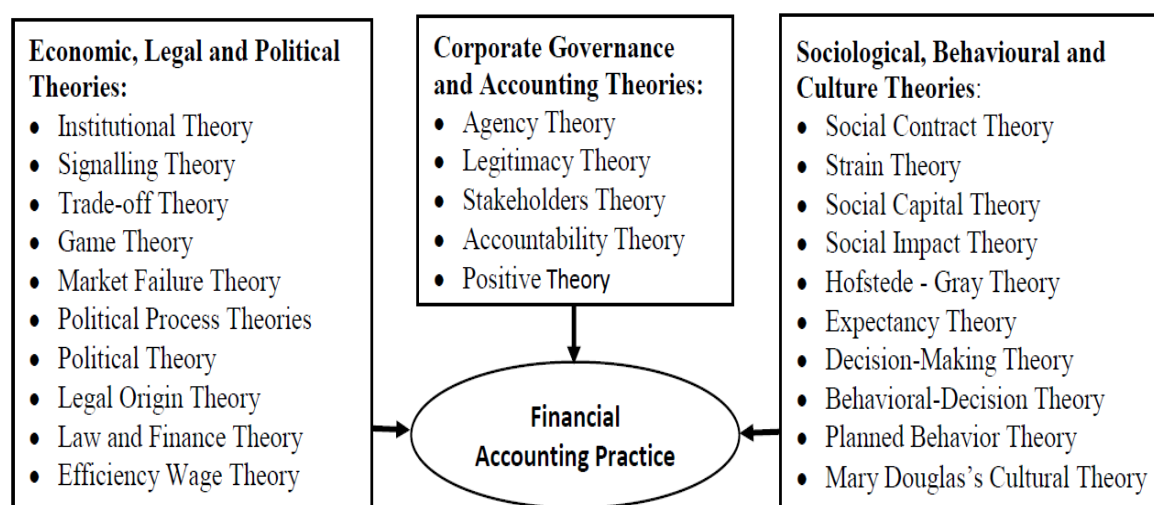 Economic, Legal and Political
Theories:
• Institutional Theory
• Signalling Theory
• Trade-off Theory
• Game Theory
• Market Failure Theory
• Political Process Theories
• Political Theory
• Legal Origin Theory
• Law and Finance Theory
• Efficiency Wage Theory
Corporate Governance
and Accounting Theories:
• Agency Theory
• Legitimacy Theory
• Stakeholders Theory
• Accountability Theory
• Positive Theory
Sociological, Behavioural and
Culture Theories:
• Social Contract Theory
• Strain Theory
• Social Capital Theory
• Social Impact Theory
• Hofstede - Gray Theory
• Expectancy Theory
• Decision-Making Theory
• Behavioral-Decision Theory
• Planned Behavior Theory
• Mary Douglas's Cultural Theory
Financial
Accounting Practice